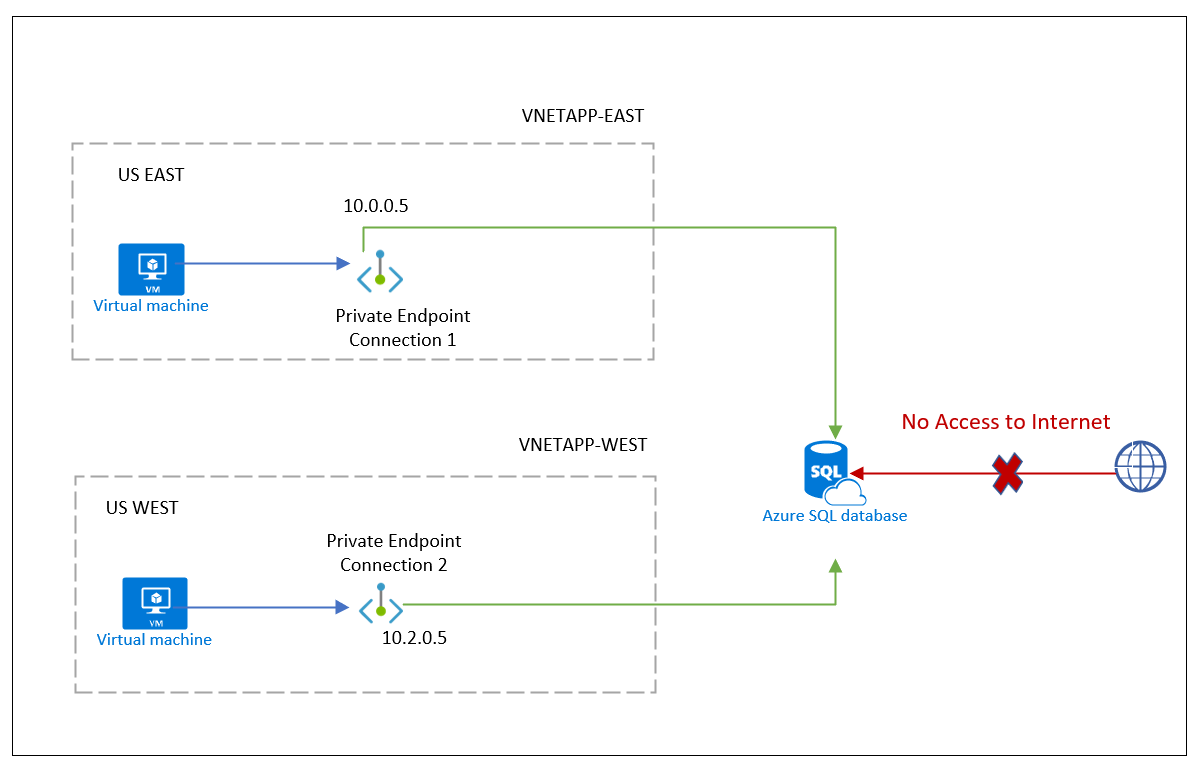 VNETAPP-EAST
US EAST
10.0.0.5
VM
Virtual machine
Private Endpoint
Connection 1
No Access to Internet
VNETAPP-WEST
SQL
Azure SQL database
US WEST
Private Endpoint
Connection 2
VM
Virtual machine
10.2.0.5